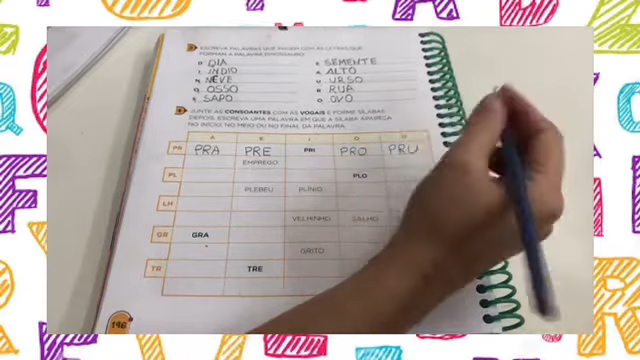 ESCREVA PALAVRAS QUE INICIEM COM AS LETRAS QUE
FORMAM A PALAVRA DINOSSAURO.
D DIA
I INDIO
N NEVE
O OSSO
S SAPO
S SEMENTE
A ALTO
U URSO
R RUA
O OVO
JUNTE AS CONSOANTES COM AS VOGAIS E FORME SÍLABAS.
DEPOIS, ESCREVA UMA PALAVRA EM QUE A SÍLABA APAREÇA
NO INÍCIO, NO MEIO OU NO FINAL DA PALAVRA.
A E I O U
PR PRA PRE PRI PRO PRU
EMPREGO
PL PLO
PLEBEU PLÍNIO
LH
VELHINHO GALHO
GR GRA
GRITO
TR TRE
196